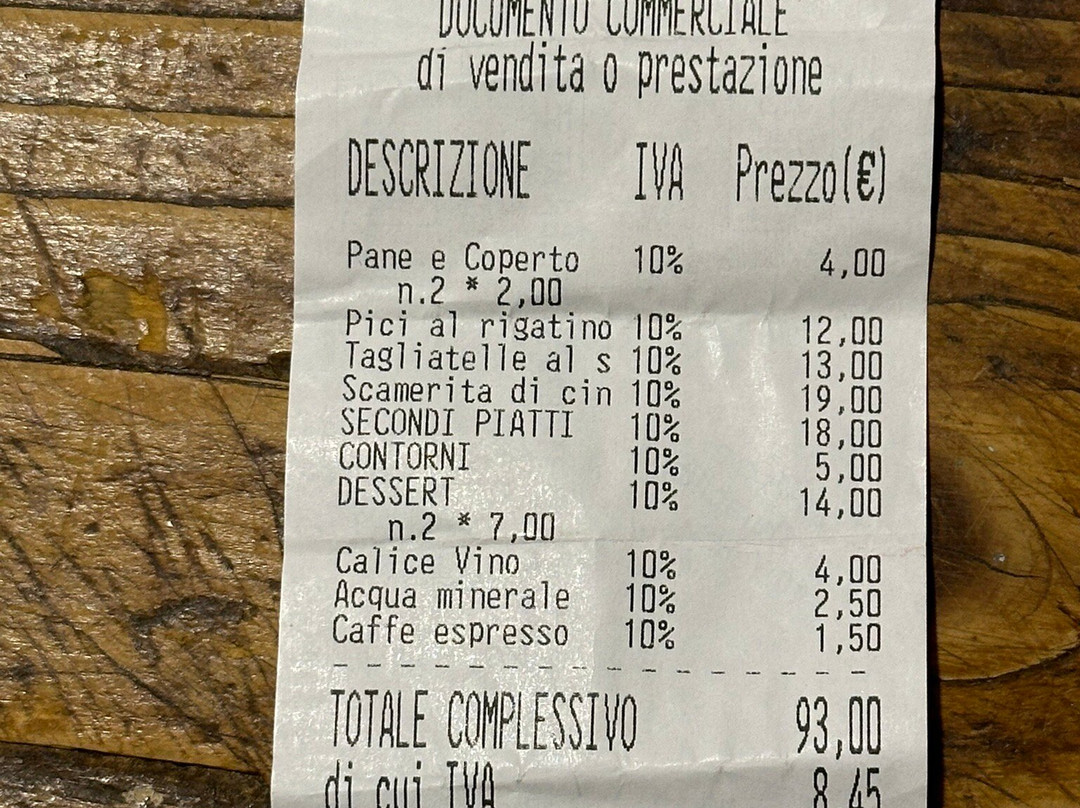 DOCUMENTO COMMERCIALE
di vendita o prestazione
DESCRIZIONE IVA Prezzo(€)
Pane e Coperto 10% 4,00
n.2 * 2,00
Pici al rigatino 10% 12,00
Tagliatelle al s 10% 13,00
Scamerita di cin 10% 19,00
SECONDI PIATTI 10% 18,00
CONTORNI 10% 5,00
DESSERT 10% 14,00
n.2 * 7,00
Calice Vino 10% 4,00
Acqua minerale 10% 2,50
Caffe espresso 10% 1,50
TOTALE COMPLESSIVO 93,00
di cui IVA 8,45